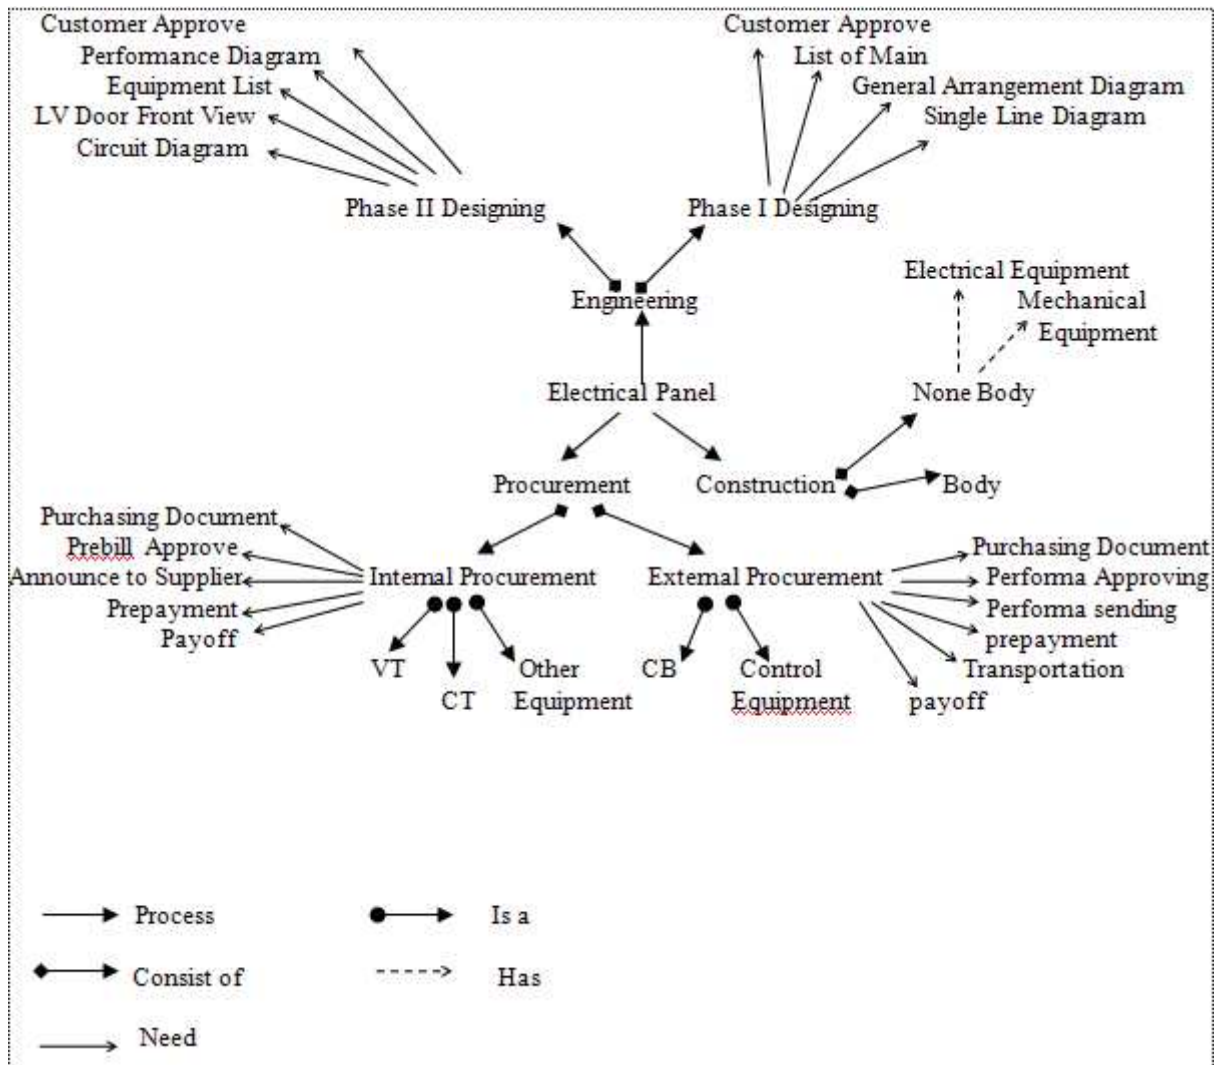 Customer Approve
Performance Diagram
Equipment List
LV Door Front View
Circuit Diagram
Customer Approve
List of Main
General Arrangement Diagram
Single Line Diagram
Phase II Designing
Phase I Designing
Electrical Equipment
Mechanical
Equipment
Engineering
Electrical Panel
None Body
Procurement
Construction
Body
Purchasing Document
Prebill Approve
Announce to Supplier
Prepayment
Payoff
Internal Procurement
External Procurement
Purchasing Document
Performa Approving
Performa sending
prepayment
Transportation
payoff
VT
CT
Other
Equipment
CB
Control
Equipment
Process
Is a
Consist of
Has
Need